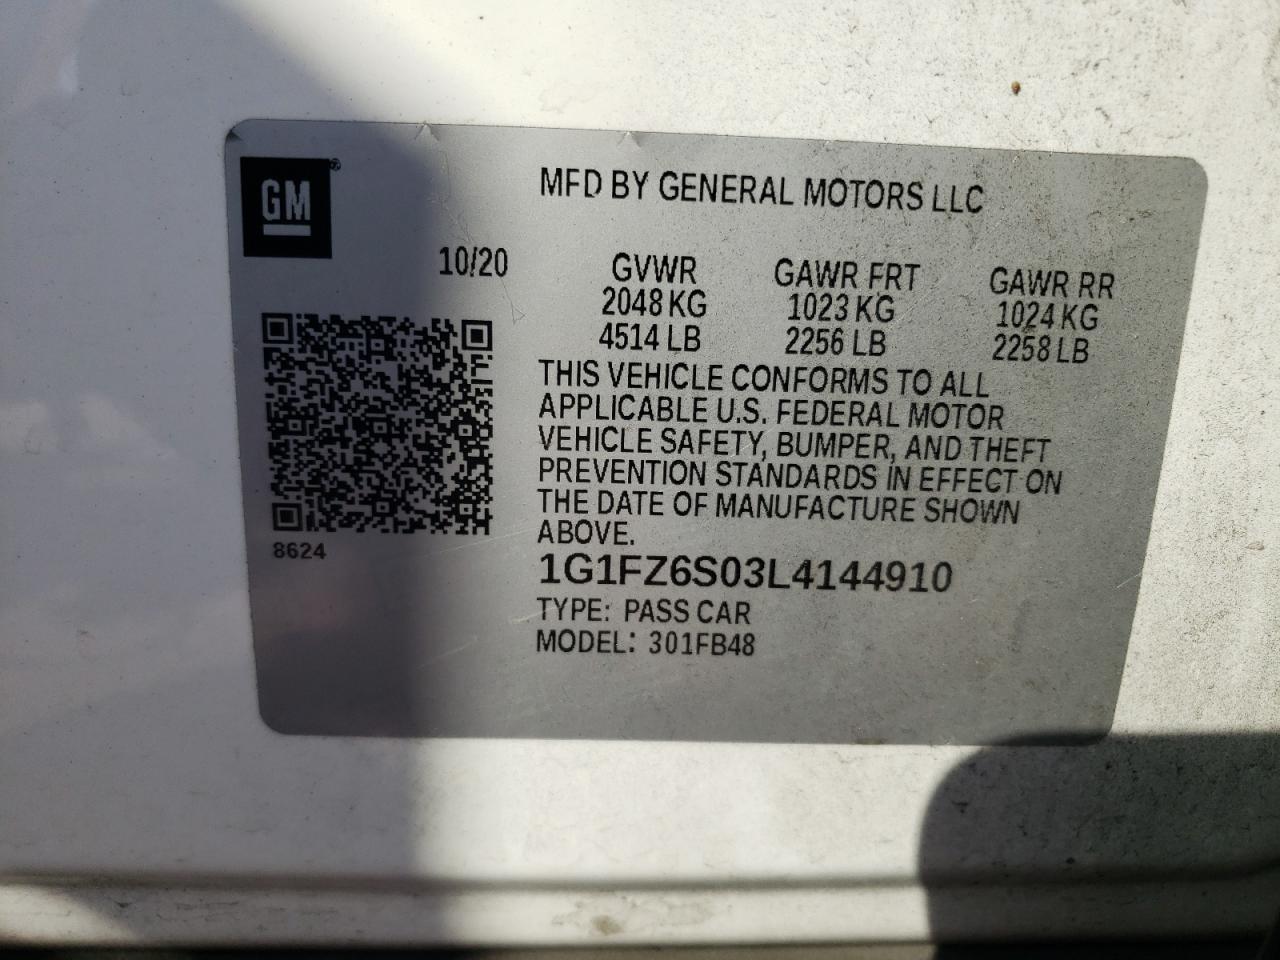 GM®
MFD BY GENERAL MOTORS LLC
10/20
GVWR GAWR FRT GAWR RR
2048 KG 1023 KG 1024 KG
4514 LB 2256 LB 2258 LB
THIS VEHICLE CONFORMS TO ALL
APPLICABLE U.S. FEDERAL MOTOR
VEHICLE SAFETY, BUMPER, AND THEFT
PREVENTION STANDARDS IN EFFECT ON
THE DATE OF MANUFACTURE SHOWN
ABOVE.
8624
1G1FZ6S03L4144910
TYPE: PASS CAR
MODEL: 301FB48